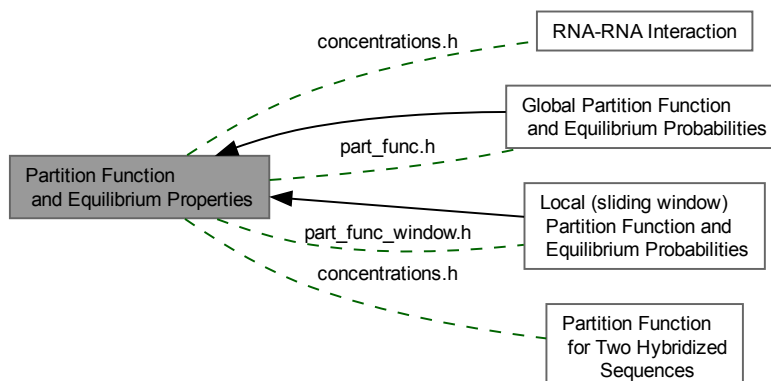 concentrations.h
RNA-RNA Interaction
Global Partition Function
and Equilibrium Probabilities
part_func.h
Partition Function
and Equilibrium Properties
Local (sliding window)
Partition Function and
Equilibrium Probabilities
part_func_window.h
concentrations.h
Partition Function
for Two Hybridized
Sequences